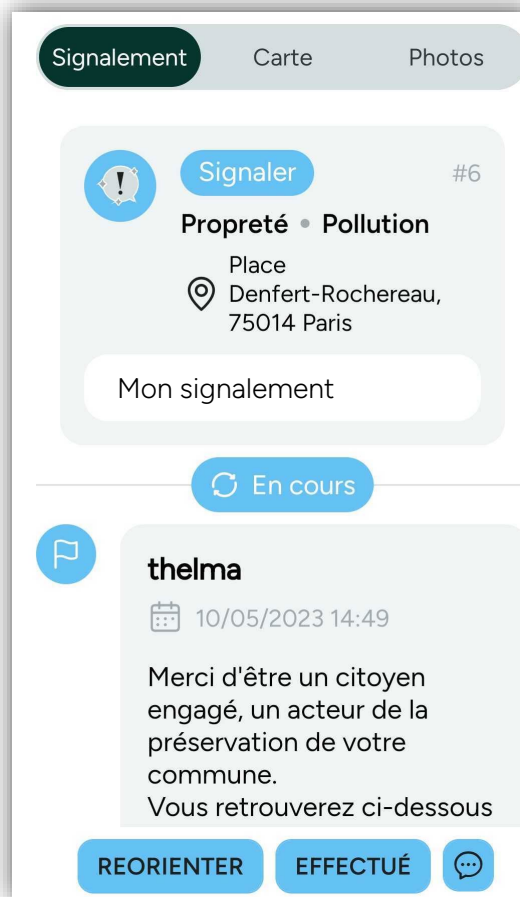 Signalement Carte Photos
Signaler #6
Propreté • Pollution
Place
Denfert-Rochereau,
75014 Paris
Mon signalement
En cours
thelma
10/05/2023 14:49
Merci d'être un citoyen
engagé, un acteur de la
préservation de votre
commune.
Vous retrouverez ci-dessous
REORIENTER EFFECTUÉ